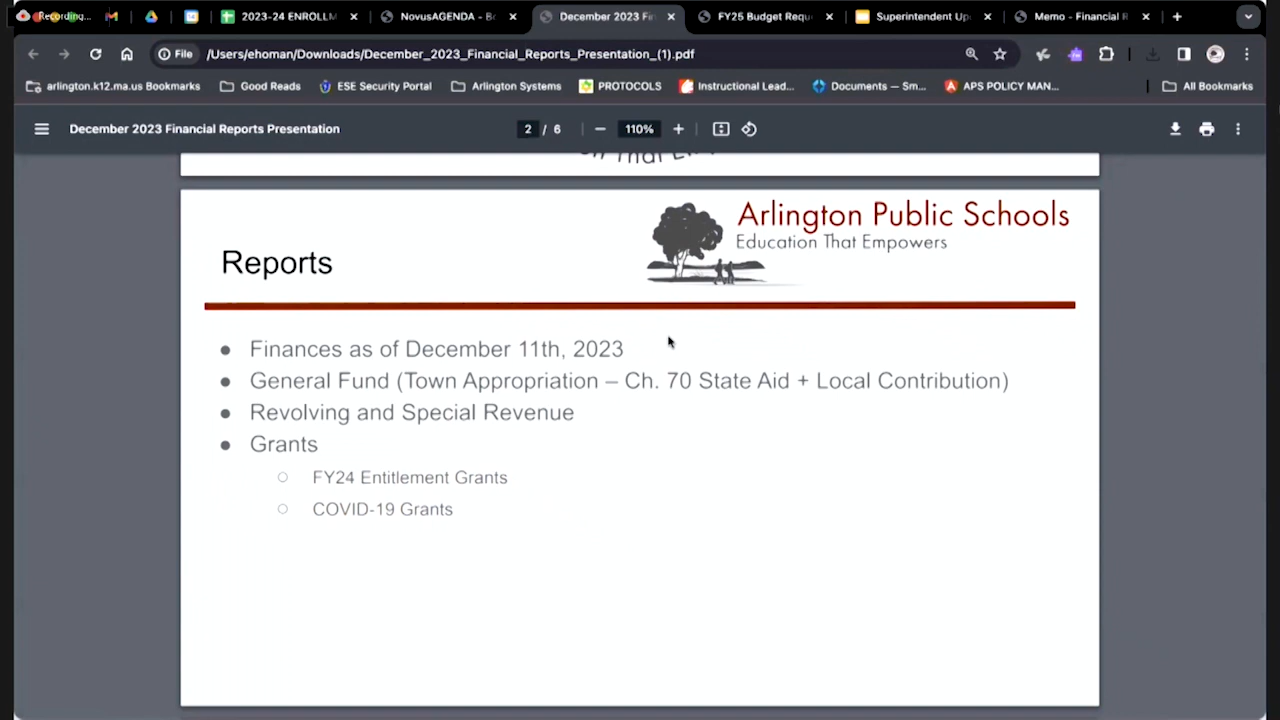 Recording...
2023-24 ENROLLM
NovusAGENDA - Bo
December 2023 Fin
FY25 Budget Requ
Superintendent Up
Memo - Financial R
File
/Users/ehoman/Downloads/December_2023_Financial_Reports_Presentation_(1).pdf
arlington.k12.ma.us Bookmarks
Good Reads
ESE Security Portal
Arlington Systems
PROTOCOLS
Instructional Lead...
Documents — Sm...
APS POLICY MAN...
All Bookmarks
December 2023 Financial Reports Presentation
2 / 6
110%
Arlington Public Schools
Education That Empowers
Reports
● Finances as of December 11th, 2023
● General Fund (Town Appropriation – Ch. 70 State Aid + Local Contribution)
● Revolving and Special Revenue
● Grants
○ FY24 Entitlement Grants
○ COVID-19 Grants